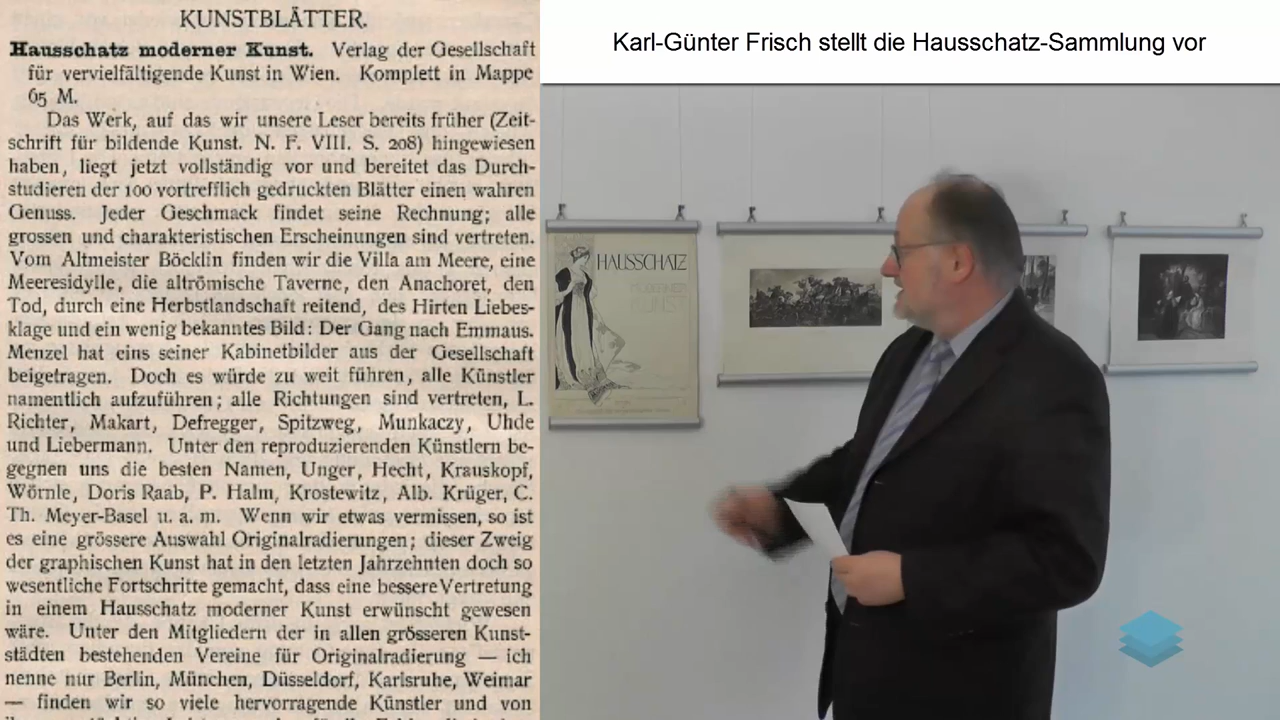 KUNSTBLÄTTER.
Hausschatz moderner Kunst. Verlag der Gesellschaft
für vervielfältigende Kunst in Wien. Komplett in Mappe
65 M.
Das Werk, auf das wir unsere Leser bereits früher (Zeit-
schrift für bildende Kunst. N. F. VIII. S. 208) hingewiesen
haben, liegt jetzt vollständig vor und bereitet das Durch-
studieren der 100 vortrefflich gedruckten Blätter einen wahren
Genuss. Jeder Geschmack findet seine Rechnung; alle
grossen und charakteristischen Erscheinungen sind vertreten.
Vom Altmeister Böcklin finden wir die Villa am Meere, eine
Meeresidylle, die altrömische Taverne, den Anachoret, den
Tod, durch eine Herbstlandschaft reitend, des Hirten Liebes-
klage und ein wenig bekanntes Bild: Der Gang nach Emmaus.
Menzel hat eins seiner Kabinetbilder aus der Gesellschaft
beigetragen. Doch es würde zu weit führen, alle Künstler
namentlich aufzuführen; alle Richtungen sind vertreten, L.
Richter, Makart, Defregger, Spitzweg, Munkaczy, Uhde
und Liebermann. Unter den reproduzierenden Künstlern be-
gegnen uns die besten Namen, Unger, Hecht, Krauskopf,
Wörnle, Doris Raab, P. Halm, Krostewitz, Alb. Krüger, C.
Th. Meyer-Basel u. a. m. Wenn wir etwas vermissen, so ist
es eine grössere Auswahl Originalradierungen; dieser Zweig
der graphischen Kunst hat in den letzten Jahrzehnten doch so
wesentliche Fortschritte gemacht, dass eine bessere Vertretung
in einem Hausschatz moderner Kunst erwünscht gewesen
wäre. Unter den Mitgliedern der in allen grösseren Kunst-
städten bestehenden Vereine für Originalradierung — ich
nenne nur Berlin, München, Düsseldorf, Karlsruhe, Weimar
— finden wir so viele hervorragende Künstler und von
Karl-Günter Frisch stellt die Hausschatz-Sammlung vor
HAUSSCHATZ
MODERNER
KUNST